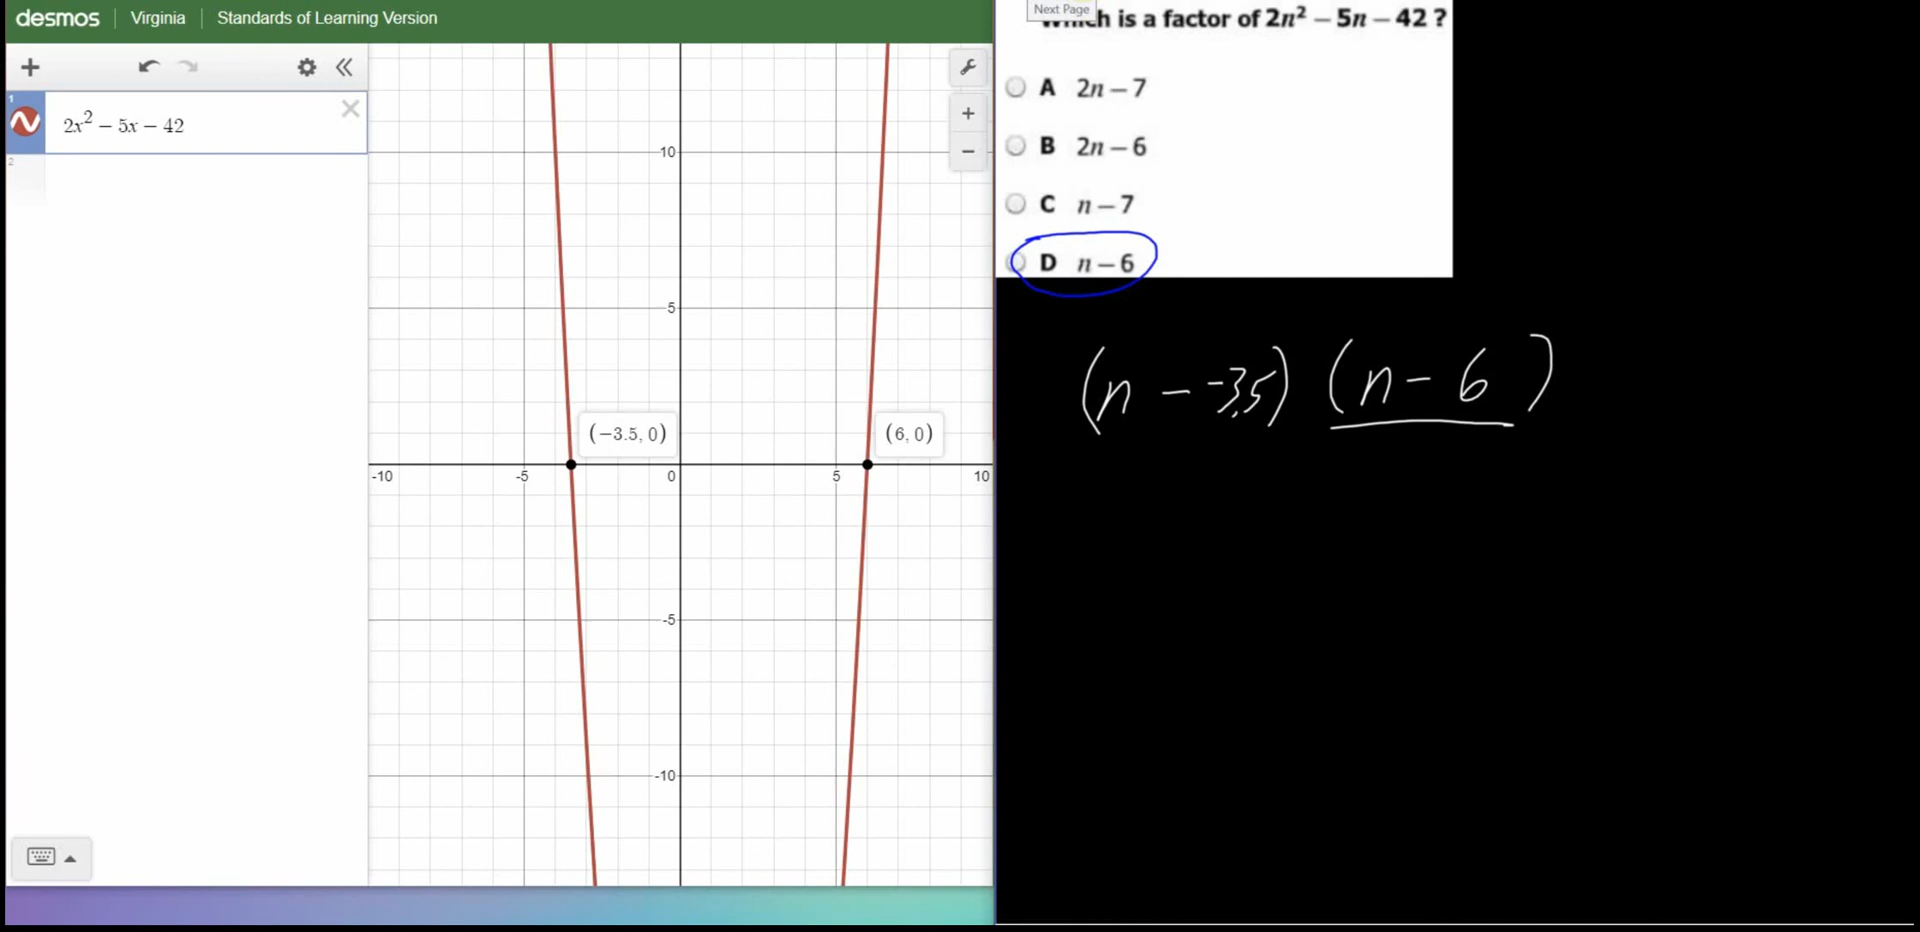 desmos Virginia Standards of Learning Version
1
2x² – 5x – 42
2
10
5
-5
-10
-10
-5
0
5
10
(−3.5, 0)
(6, 0)
Next Page
is a factor of 2n² – 5n – 42 ?
A 2n – 7
B 2n – 6
C n – 7
D n – 6
(n - -3.5) (n - 6)